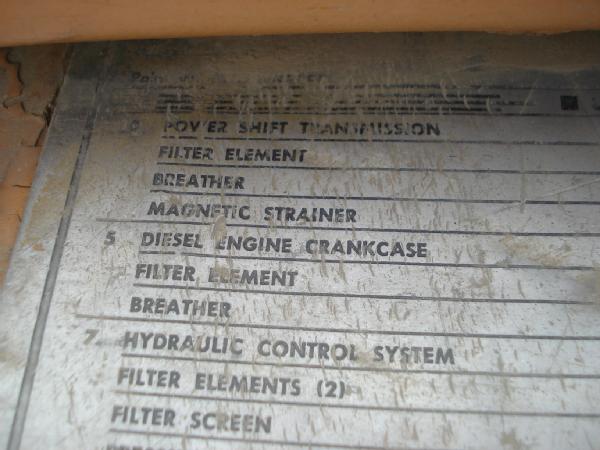 POWER SHIFT TRANSMISSION
FILTER ELEMENT
BREATHER
MAGNETIC STRAINER
5 DIESEL ENGINE CRANKCASE
FILTER ELEMENT
BREATHER
7 HYDRAULIC CONTROL SYSTEM
FILTER ELEMENTS (2)
FILTER SCREEN